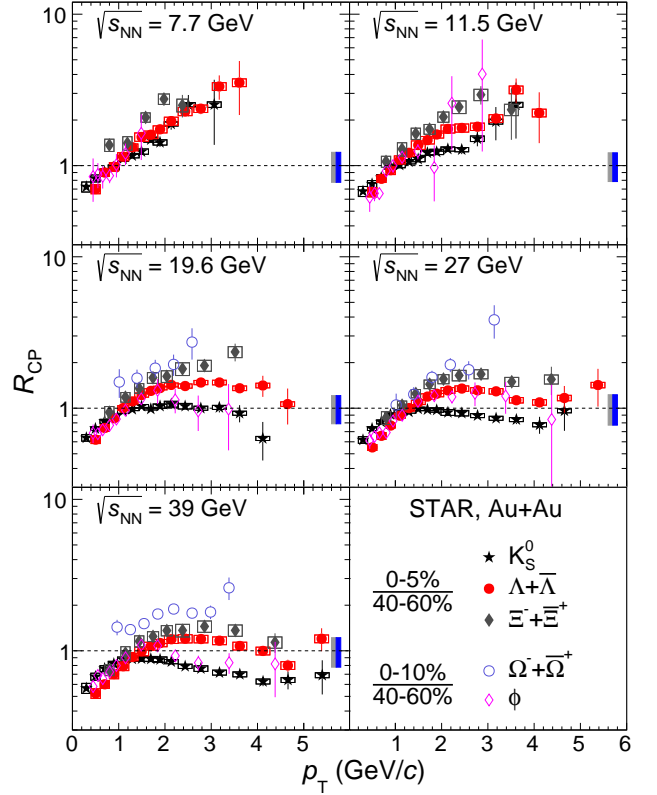 √sNN = 7.7 GeV
√sNN = 11.5 GeV
10
1
√sNN = 19.6 GeV
√sNN = 27 GeV
10
1
RCP
√sNN = 39 GeV
10
1
STAR, Au+Au
0-5%
40-60%
K0S
Λ+Λ̅
Ξ-+Ξ̅+
0-10%
40-60%
Ω-+Ω̅+
ϕ
0 1 2 3 4 5 0 1 2 3 4 5 6
pT (GeV/c)